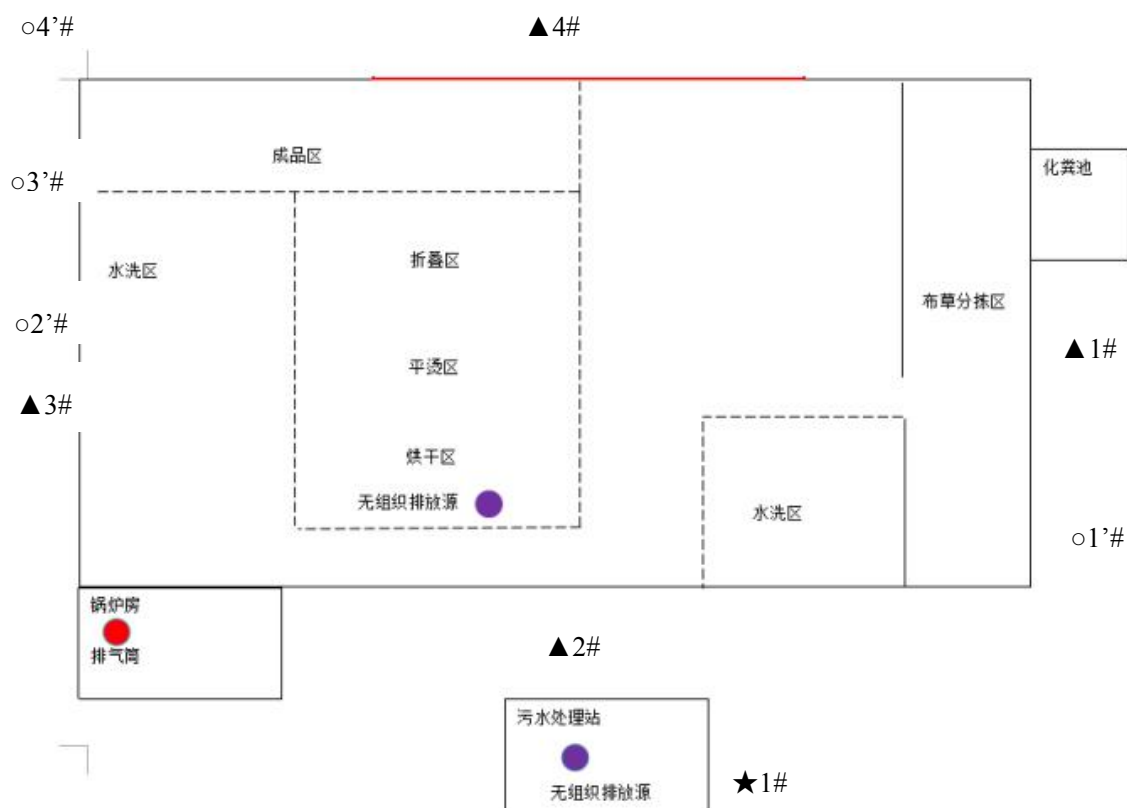 ○4’#
▲4#
成品区
化粪池
○3’#
折叠区
水洗区
布草分拣区
○2’#
▲1#
平烫区
▲3#
烘干区
无组织排放源
水洗区
○1’#
锅炉房
排气筒
▲2#
污水处理站
无组织排放源
★1#